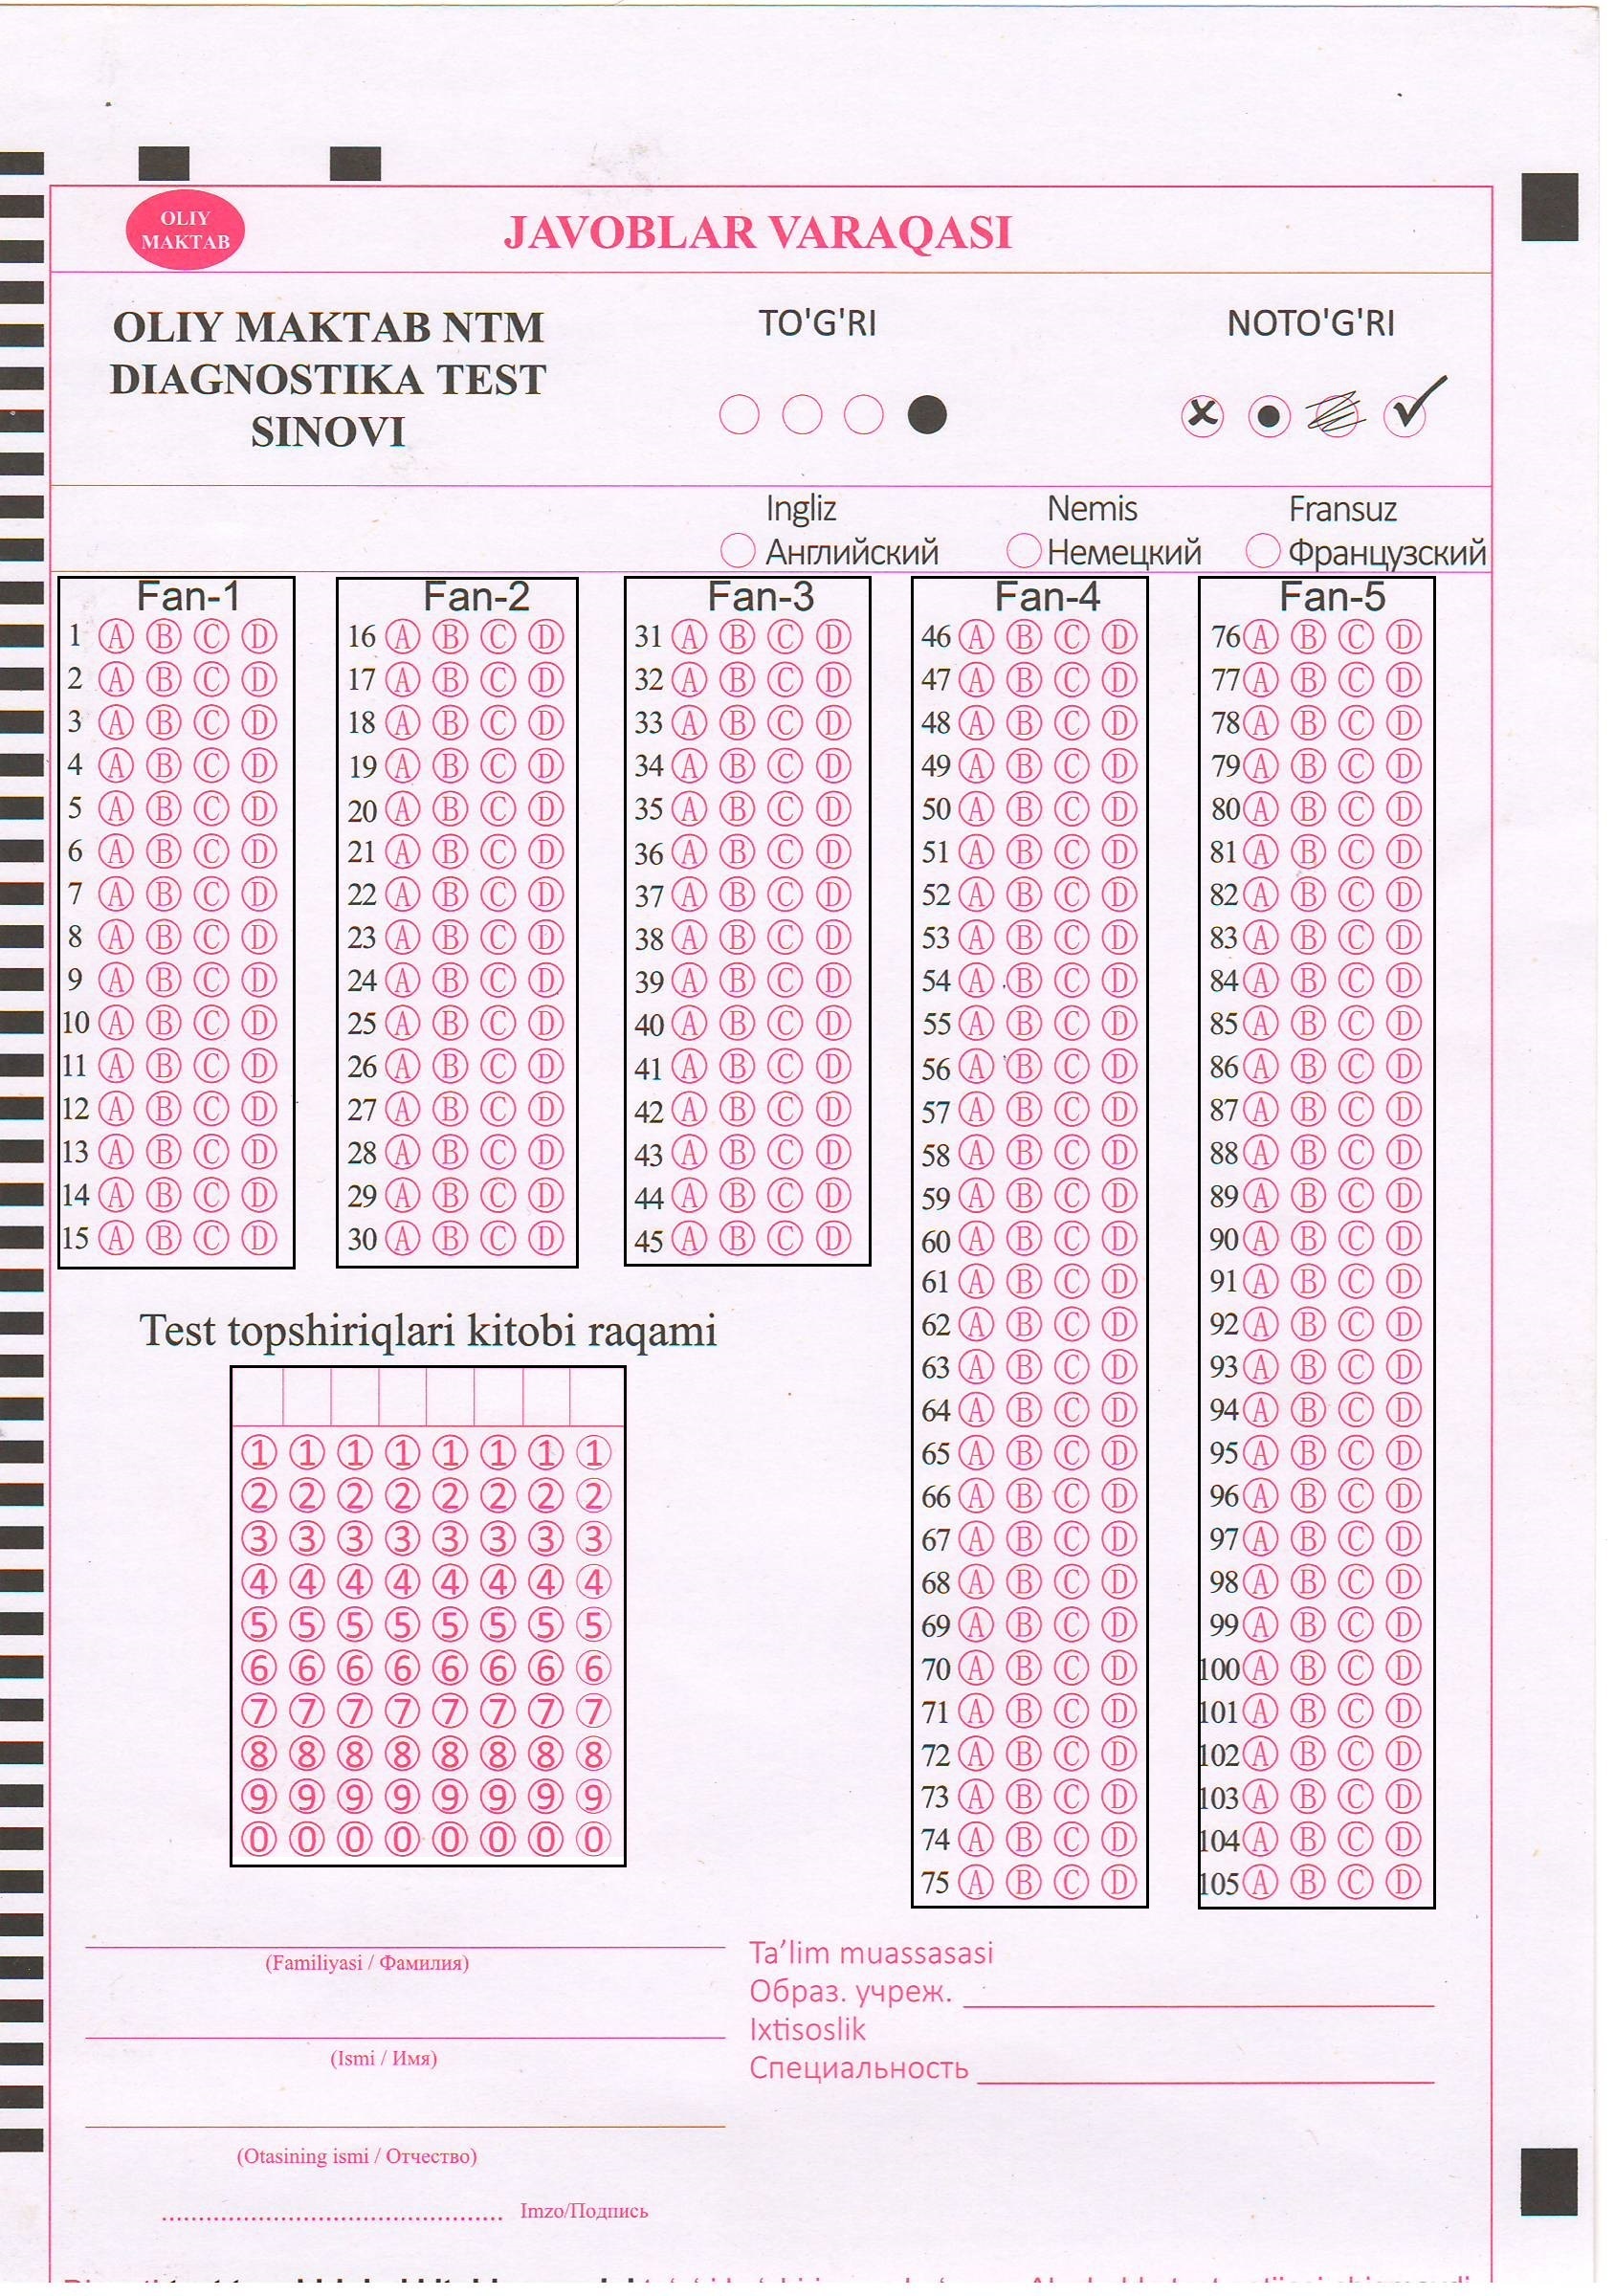 OLIY
MAKTAB
JAVOBLAR VARAQASI
OLIY MAKTAB NTM
DIAGNOSTIKA TEST
SINOVI
TO'G'RI
NOTO'G'RI
Ingliz
Английский
Nemis
Немецкий
Fransuz
Французский
Fan-1
1 A B C D
2 A B C D
3 A B C D
4 A B C D
5 A B C D
6 A B C D
7 A B C D
8 A B C D
9 A B C D
10 A B C D
11 A B C D
12 A B C D
13 A B C D
14 A B C D
15 A B C D
Fan-2
16 A B C D
17 A B C D
18 A B C D
19 A B C D
20 A B C D
21 A B C D
22 A B C D
23 A B C D
24 A B C D
25 A B C D
26 A B C D
27 A B C D
28 A B C D
29 A B C D
30 A B C D
Fan-3
31 A B C D
32 A B C D
33 A B C D
34 A B C D
35 A B C D
36 A B C D
37 A B C D
38 A B C D
39 A B C D
40 A B C D
41 A B C D
42 A B C D
43 A B C D
44 A B C D
45 A B C D
Fan-4
46 A B C D
47 A B C D
48 A B C D
49 A B C D
50 A B C D
51 A B C D
52 A B C D
53 A B C D
54 A B C D
55 A B C D
56 A B C D
57 A B C D
58 A B C D
59 A B C D
60 A B C D
61 A B C D
62 A B C D
63 A B C D
64 A B C D
65 A B C D
66 A B C D
67 A B C D
68 A B C D
69 A B C D
70 A B C D
71 A B C D
72 A B C D
73 A B C D
74 A B C D
75 A B C D
Fan-5
76 A B C D
77 A B C D
78 A B C D
79 A B C D
80 A B C D
81 A B C D
82 A B C D
83 A B C D
84 A B C D
85 A B C D
86 A B C D
87 A B C D
88 A B C D
89 A B C D
90 A B C D
91 A B C D
92 A B C D
93 A B C D
94 A B C D
95 A B C D
96 A B C D
97 A B C D
98 A B C D
99 A B C D
100 A B C D
101 A B C D
102 A B C D
103 A B C D
104 A B C D
105 A B C D
Test topshiriqlari kitobi raqami
1 1 1 1 1 1 1 1
2 2 2 2 2 2 2 2
3 3 3 3 3 3 3 3
4 4 4 4 4 4 4 4
5 5 5 5 5 5 5 5
6 6 6 6 6 6 6 6
7 7 7 7 7 7 7 7
8 8 8 8 8 8 8 8
9 9 9 9 9 9 9 9
0 0 0 0 0 0 0 0
(Familiyasi / Фамилия)
(Ismi / Имя)
(Otasining ismi / Отчество)
Imzo/Подпись
Ta’lim muassasasi
Образ. учреж.
Ixtisoslik
Специальность